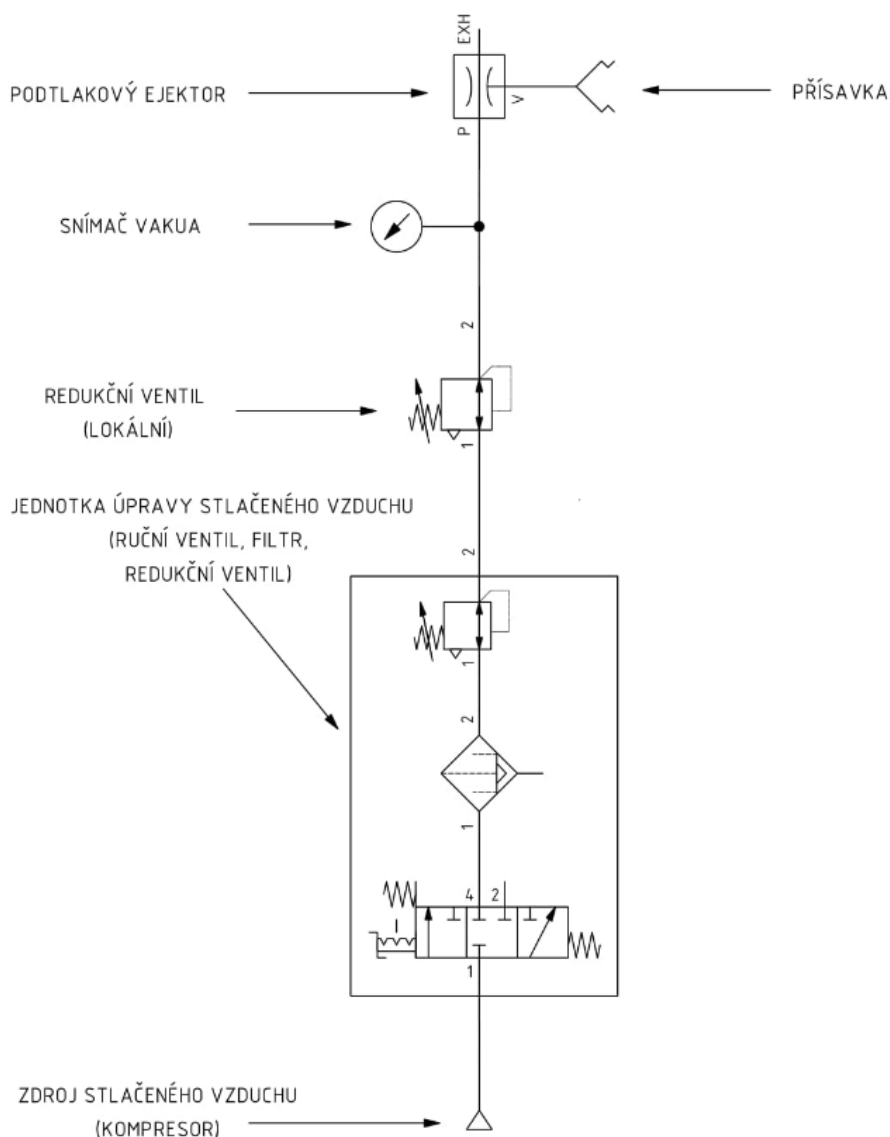 EXH
PODTLAKOVÝ EJEKTOR
PŘÍSAVKA
V
P
SNÍMAČ VAKUA
2
REDUKČNÍ VENTIL
(LOKÁLNÍ)
1
JEDNOTKA ÚPRAVY STLAČENÉHO VZDUCHU
(RUČNÍ VENTIL, FILTR,
REDUKČNÍ VENTIL)
2
1
2
1
4 2
1
ZDROJ STLAČENÉHO VZDUCHU
(KOMPRESOR)